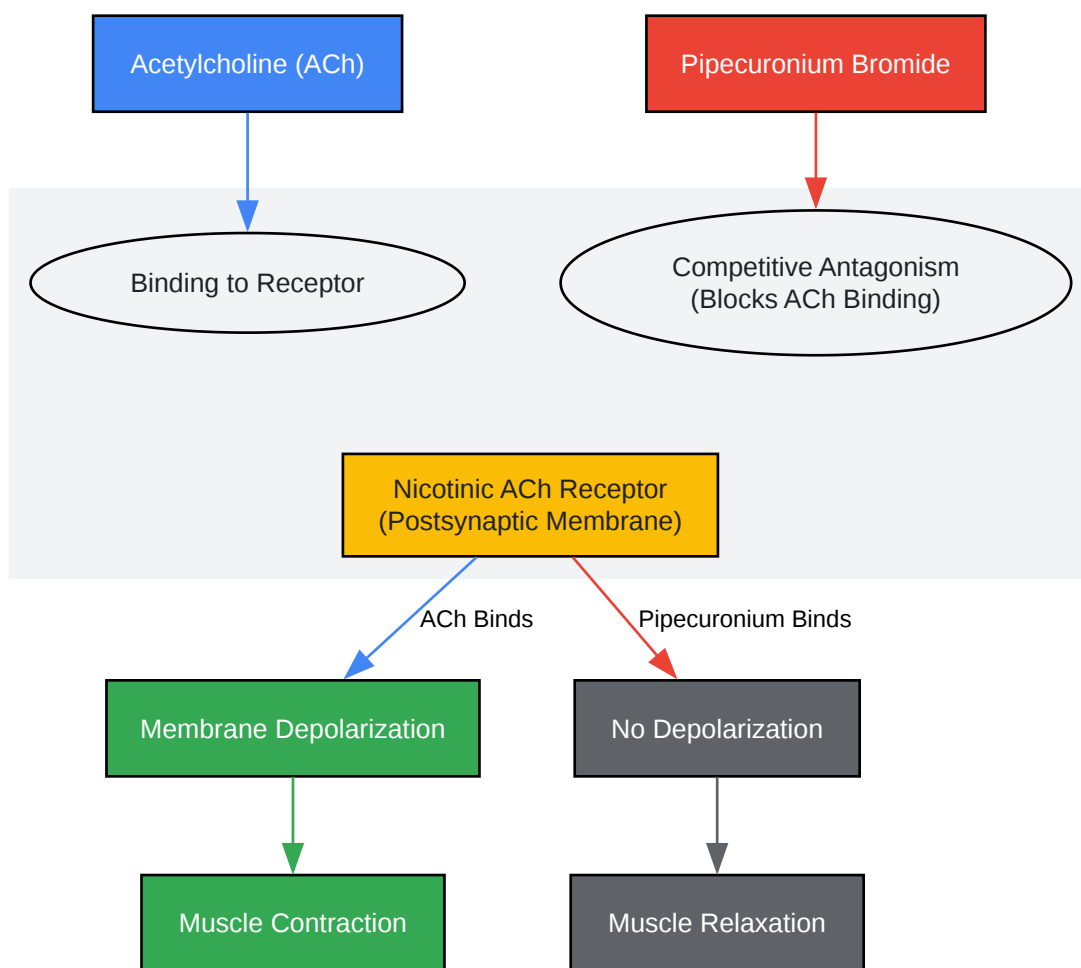 Acetylcholine (ACh)
Pipecuronium Bromide
Binding to Receptor
Competitive Antagonism
(Blocks ACh Binding)
Nicotinic ACh Receptor
(Postsynaptic Membrane)
ACh Binds
Pipecuronium Binds
Membrane Depolarization
No Depolarization
Muscle Contraction
Muscle Relaxation